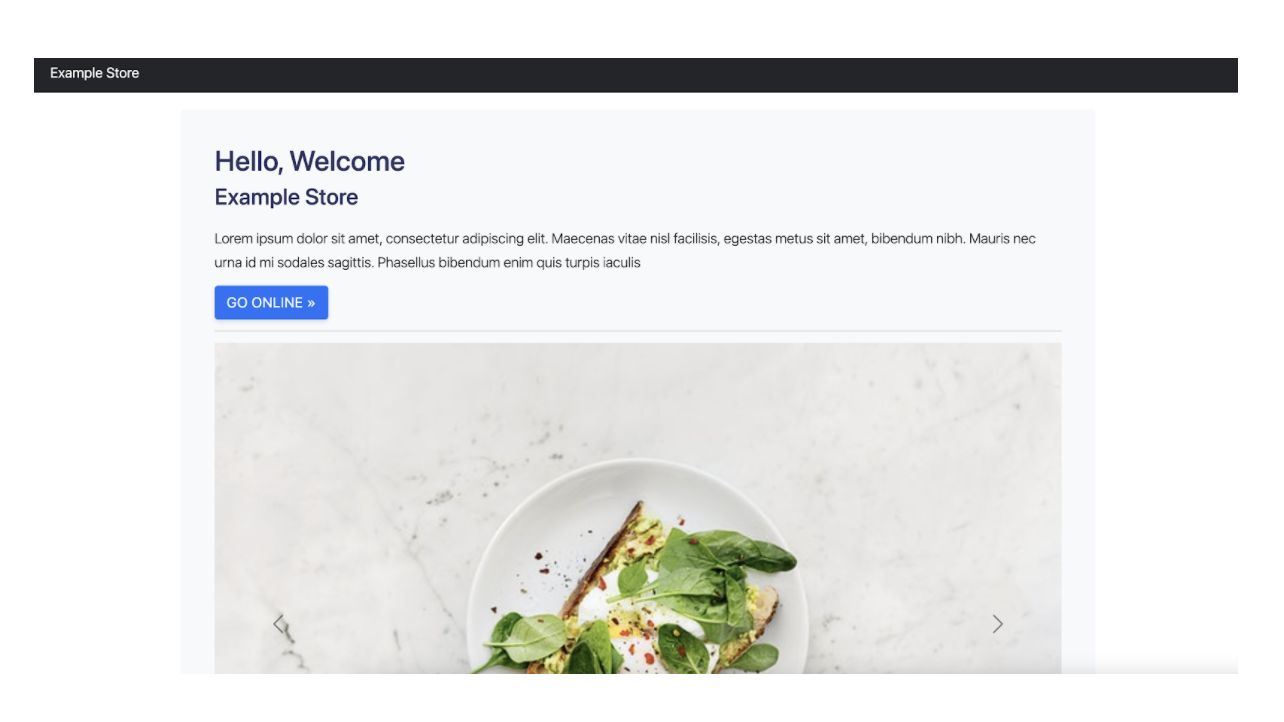 Example Store
Hello, Welcome
Example Store
Lorem ipsum dolor sit amet, consectetur adipiscing elit. Maecenas vitae nisl facilisis, egestas metus sit amet, bibendum nibh. Mauris nec
urna id mi sodales sagittis. Phasellus bibendum enim quis turpis iaculis
GO ONLINE »